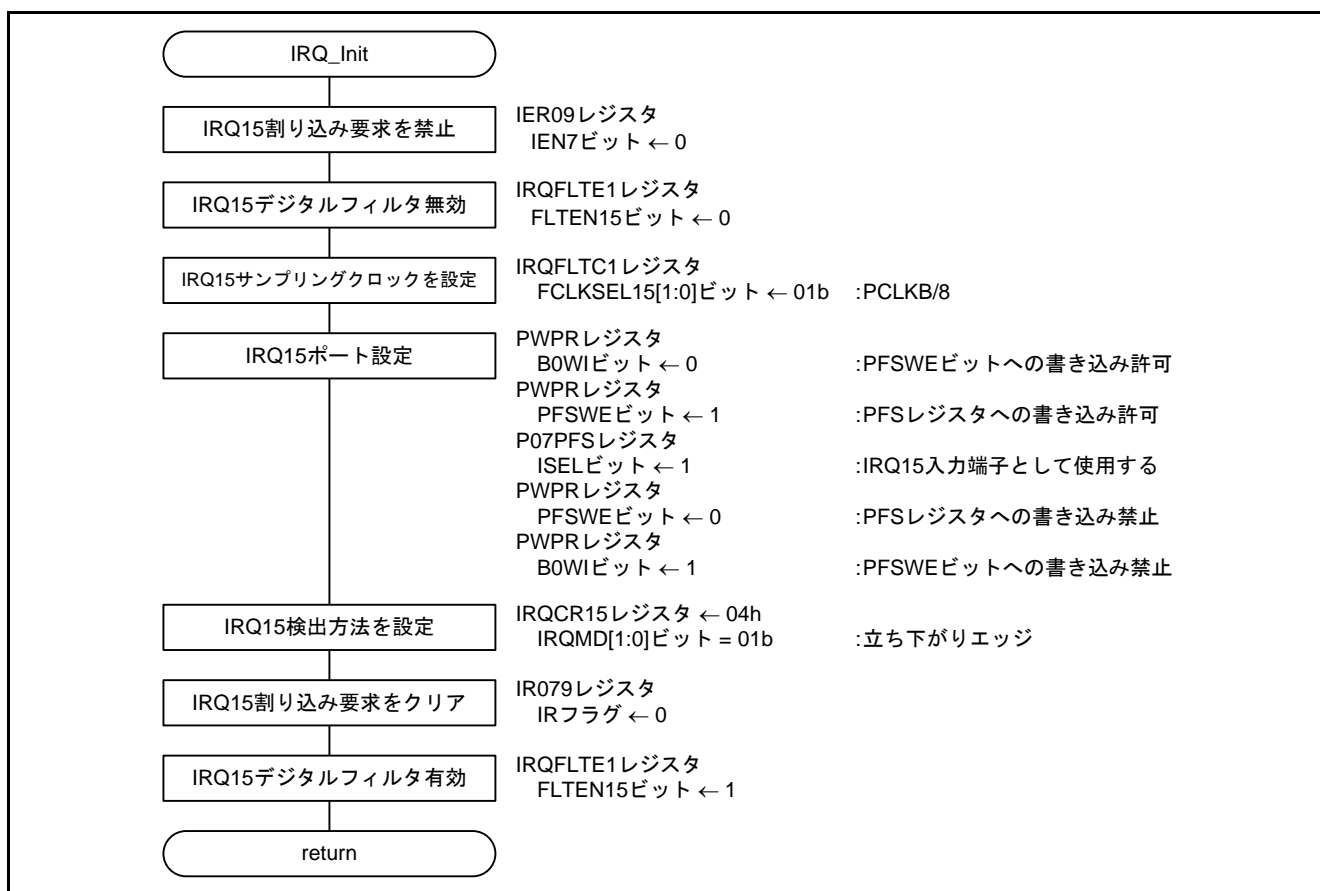 IRQ_Init
IRQ15割り込み要求を禁止
IER09レジスタ
IEN7ビット ← 0
IRQ15デジタルフィルタ無効
IRQFLTE1レジスタ
FLTEN15ビット ← 0
IRQ15サンプリングクロックを設定
IRQFLTC1レジスタ
FCLKSEL15[1:0]ビット ← 01b :PCLKB/8
IRQ15ポート設定
PWPRレジスタ
B0WIビット ← 0 :PFSWEビットへの書き込み許可
PWPRレジスタ
PFSWEビット ← 1 :PFSレジスタへの書き込み許可
P07PFSレジスタ
ISELビット ← 1 :IRQ15入力端子として使用する
PWPRレジスタ
PFSWEビット ← 0 :PFSレジスタへの書き込み禁止
PWPRレジスタ
B0WIビット ← 1 :PFSWEビットへの書き込み禁止
IRQ15検出方法を設定
IRQCR15レジスタ ← 04h
IRQMD[1:0]ビット = 01b :立ち下がりエッジ
IRQ15割り込み要求をクリア
IR079レジスタ
IRフラグ ← 0
IRQ15デジタルフィルタ有効
IRQFLTE1レジスタ
FLTEN15ビット ← 1
return